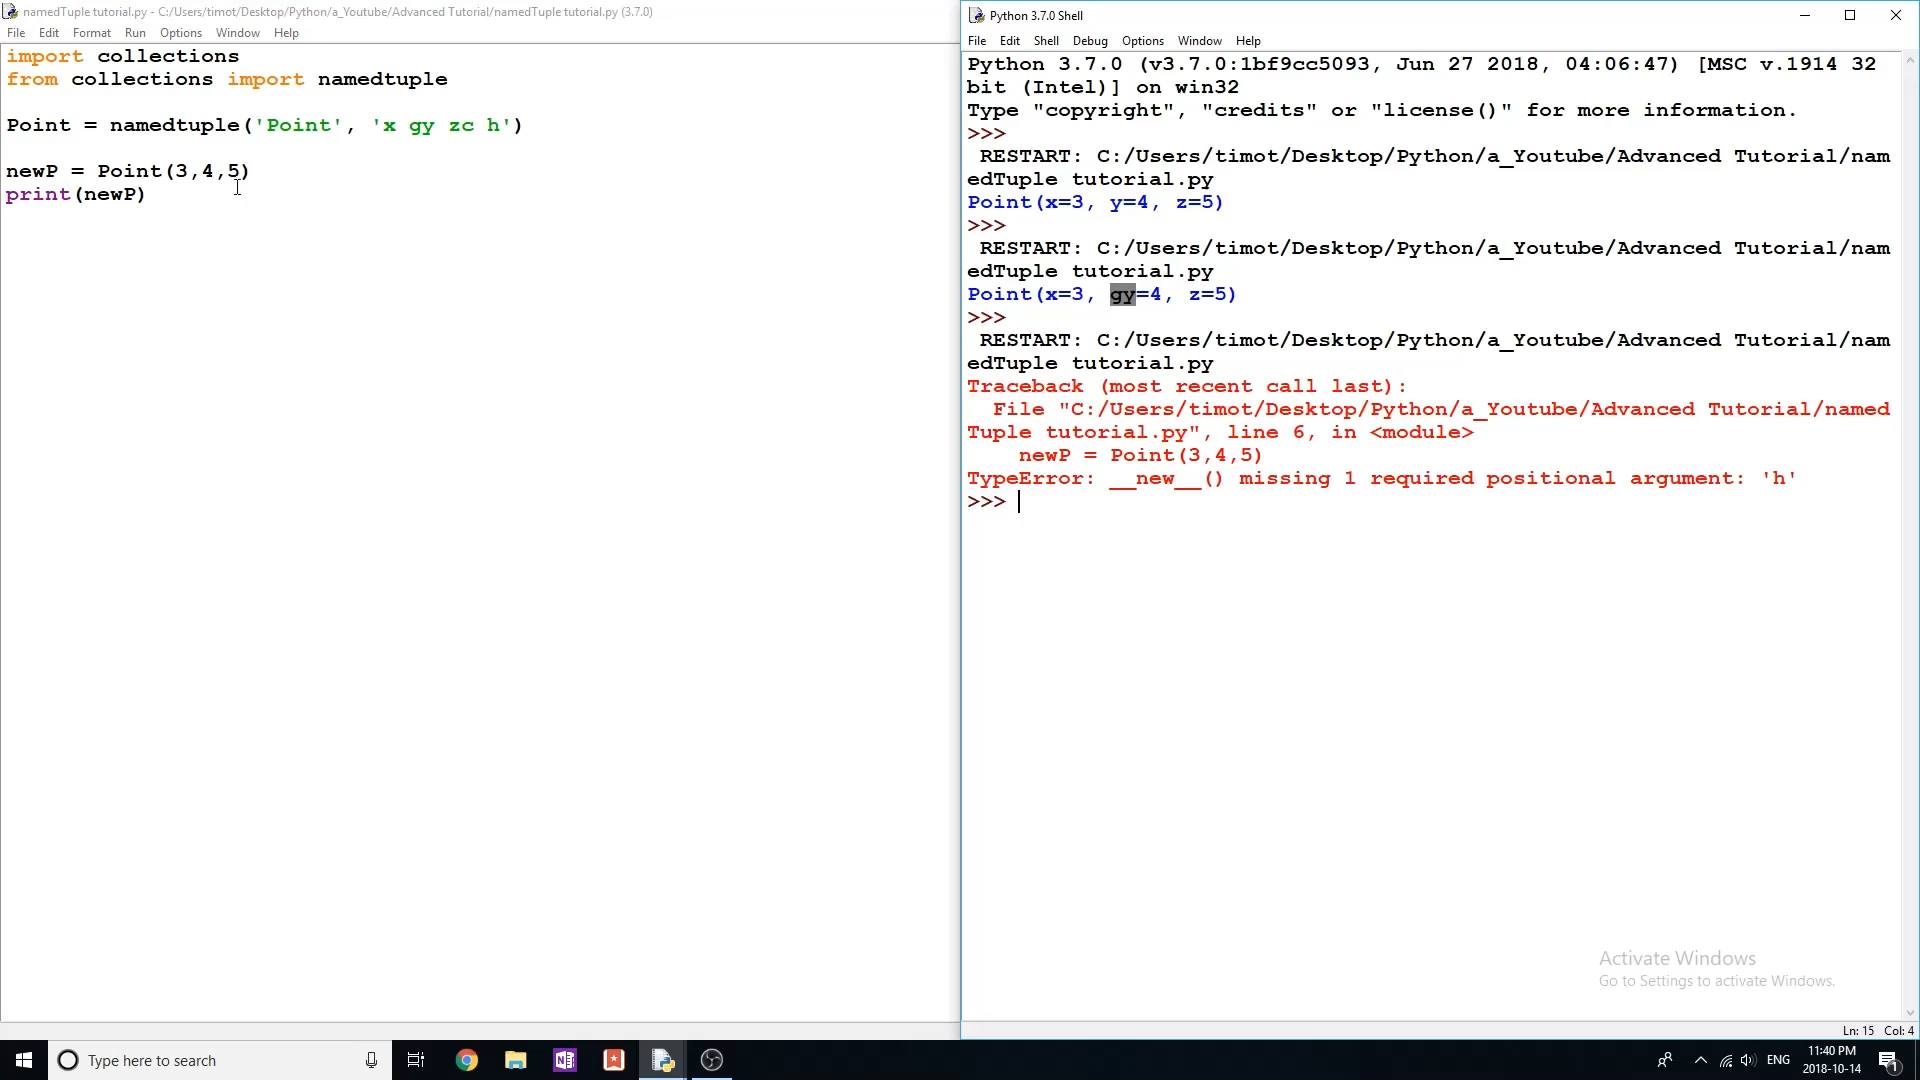 namedTuple tutorial.py - C:/Users/timot/Desktop/Python/a_Youtube/Advanced Tutorial/namedTuple tutorial.py (3.7.0)
File Edit Format Run Options Window Help
import collections
from collections import namedtuple
Point = namedtuple('Point', 'x gy zc h')
newP = Point(3,4,5)
print(newP)
Python 3.7.0 Shell
File Edit Shell Debug Options Window Help
Python 3.7.0 (v3.7.0:1bf9cc5093, Jun 27 2018, 04:06:47) [MSC v.1914 32
bit (Intel)] on win32
Type "copyright", "credits" or "license()" for more information.
>>>
RESTART: C:/Users/timot/Desktop/Python/a_Youtube/Advanced Tutorial/nam
edTuple tutorial.py
Point(x=3, y=4, z=5)
>>>
RESTART: C:/Users/timot/Desktop/Python/a_Youtube/Advanced Tutorial/nam
edTuple tutorial.py
Point(x=3, gy=4, z=5)
>>>
RESTART: C:/Users/timot/Desktop/Python/a_Youtube/Advanced Tutorial/nam
edTuple tutorial.py
Traceback (most recent call last):
File "C:/Users/timot/Desktop/Python/a_Youtube/Advanced Tutorial/named
Tuple tutorial.py", line 6, in <module>
newP = Point(3,4,5)
TypeError: __new__() missing 1 required positional argument: 'h'
>>>
Activate Windows
Go to Settings to activate Windows.
Ln: 15 Col: 4
Type here to search
ENG
11:40 PM
2018-10-14
1